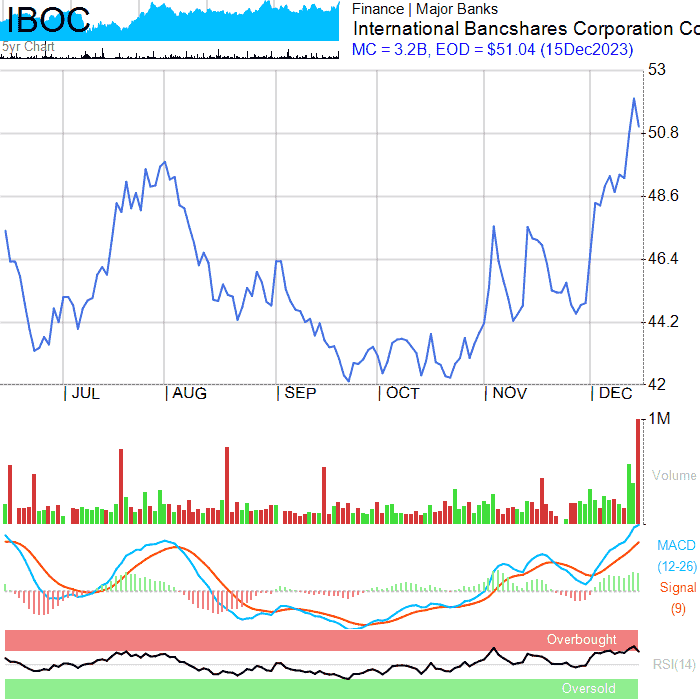 IBOC
5yr Chart
Finance | Major Banks
International Bancshares Corporation Co
MC = 3.2B, EOD = $51.04 (15Dec2023)
53
50.8
48.6
46.4
44.2
42
| JUL | AUG | SEP | OCT | NOV | DEC
1M
Volume
MACD
(12-26)
Signal
(9)
Overbought
RSI(14)
Oversold